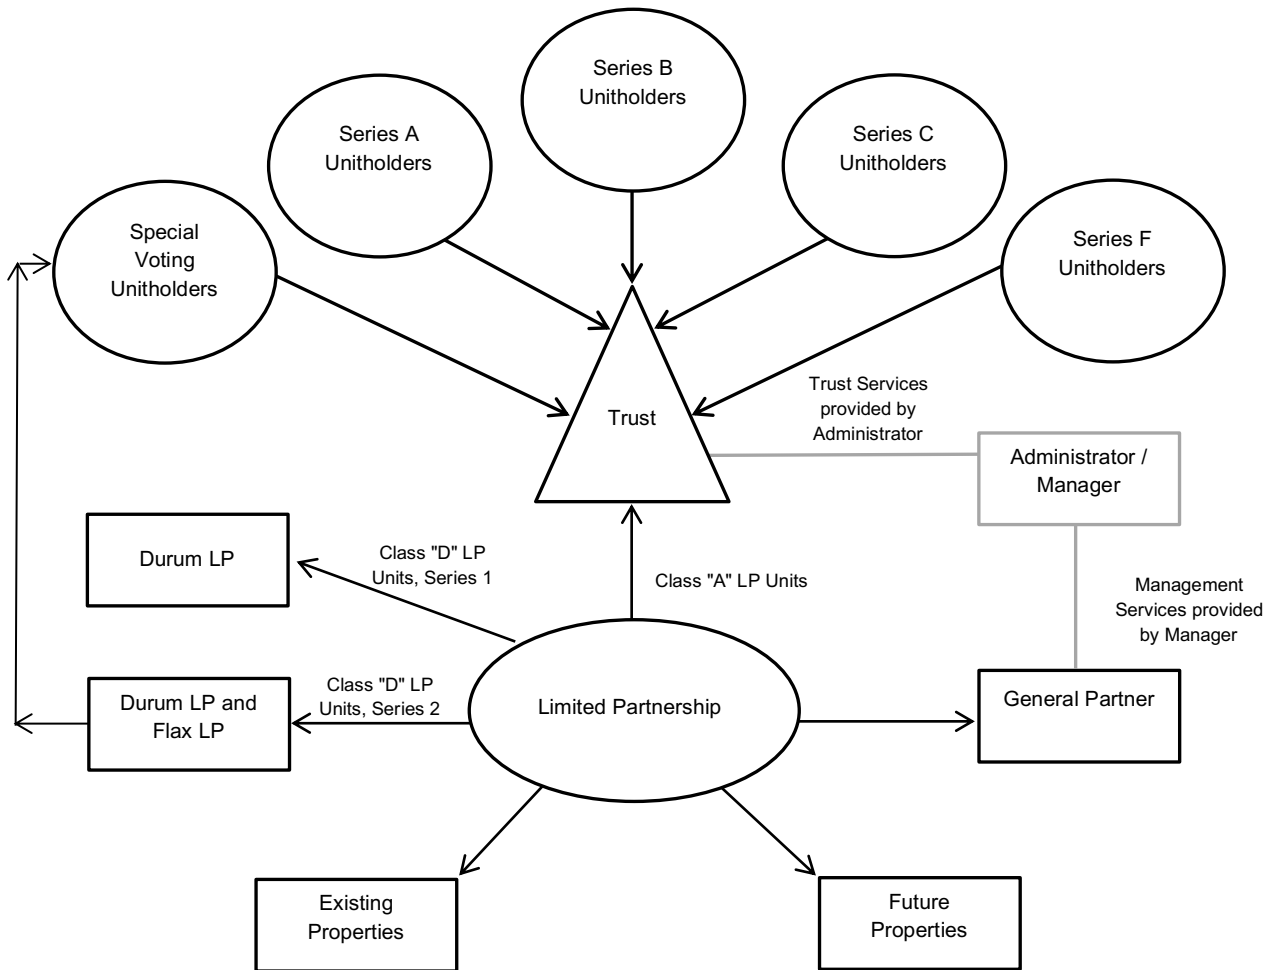 Series B
Unitholders
Series A
Unitholders
Series C
Unitholders
Special
Voting
Unitholders
Series F
Unitholders
Trust
Trust Services
provided by
Administrator
Administrator /
Manager
Durum LP
Class "D" LP
Units, Series 1
Class "A" LP Units
Management
Services provided
by Manager
Durum LP and
Flax LP
Class "D" LP
Units, Series 2
Limited Partnership
General Partner
Existing
Properties
Future
Properties